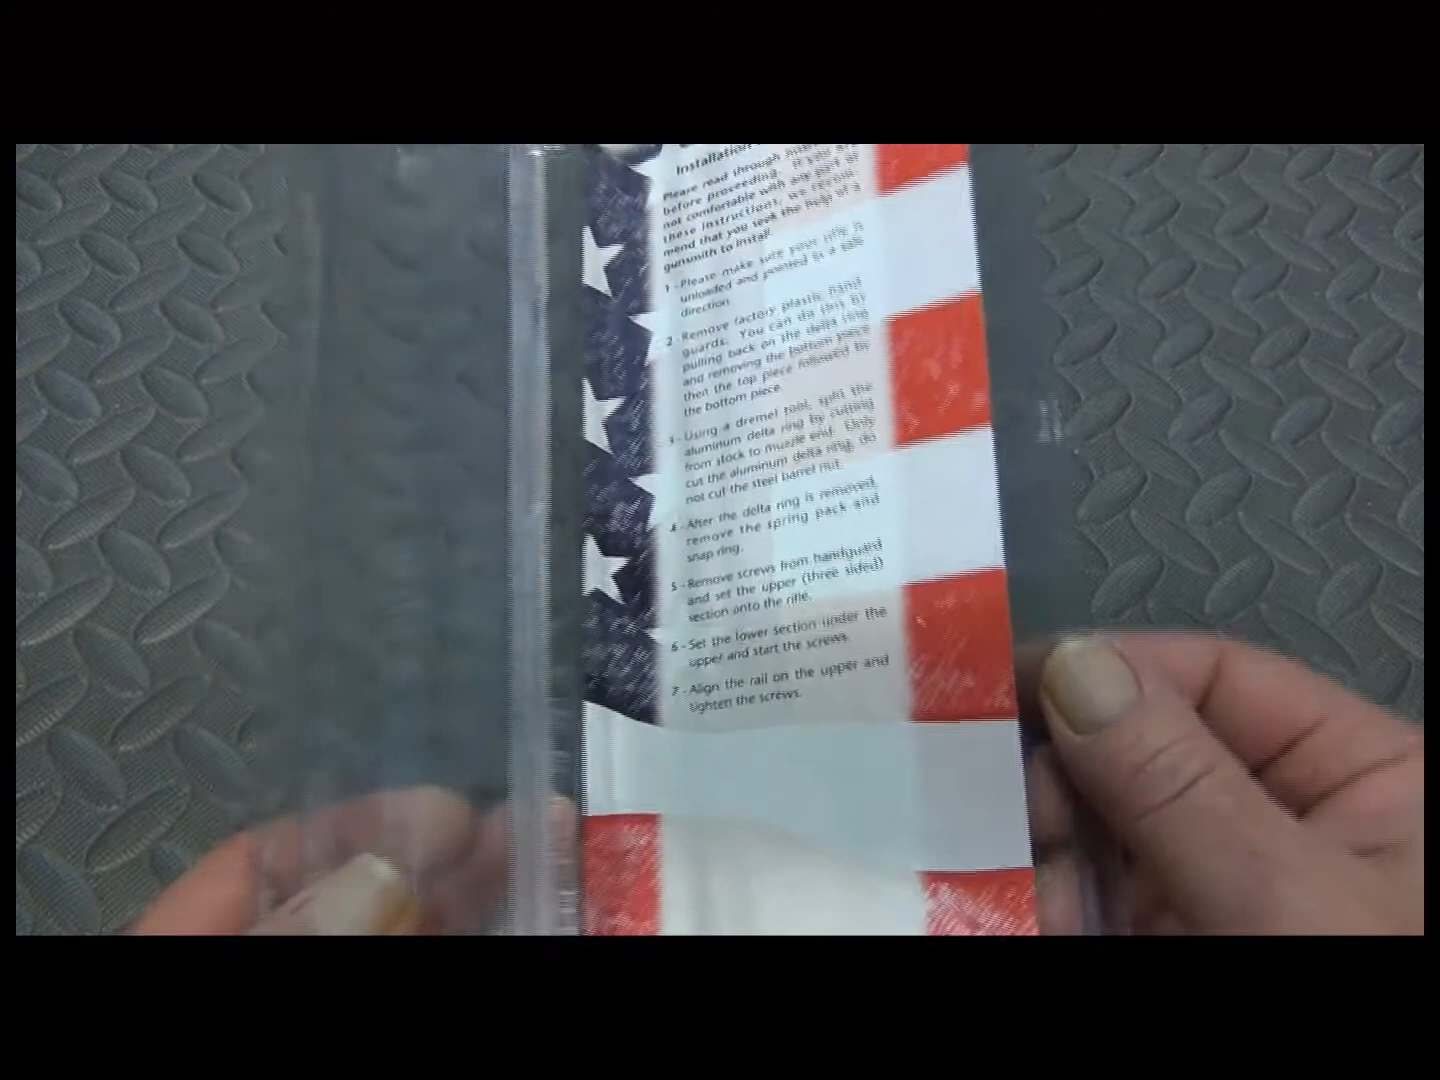 Installation
Please read through
before proceeding. If you are
not comfortable with any part of
these instructions, we recom-
mend that you seek the help of a
gunsmith to install.
1 - Please make sure your rifle is
unloaded and pointed in a safe
direction.
2 - Remove factory plastic hand
guards. You can do this by
pulling back on the delta ring
and removing the bottom piece
then the top piece followed by
the bottom piece.
3 - Using a dremel tool, split the
aluminum delta ring by cutting
from stock to muzzle end. Only
cut the aluminum delta ring, do
not cut the steel barrel nut.
4 - After the delta ring is removed,
remove the spring pack and
snap ring.
5 - Remove screws from handguard
and set the upper (three sided)
section onto the rifle.
6 - Set the lower section under the
upper and start the screws.
7 - Align the rail on the upper and
tighten the screws.